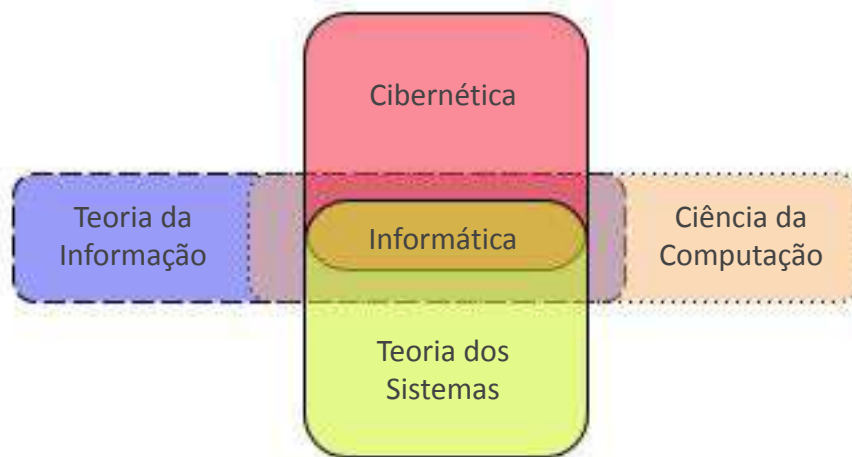 Cibernética
Teoria da
Informação
Informática
Ciência da
Computação
Teoria dos
Sistemas